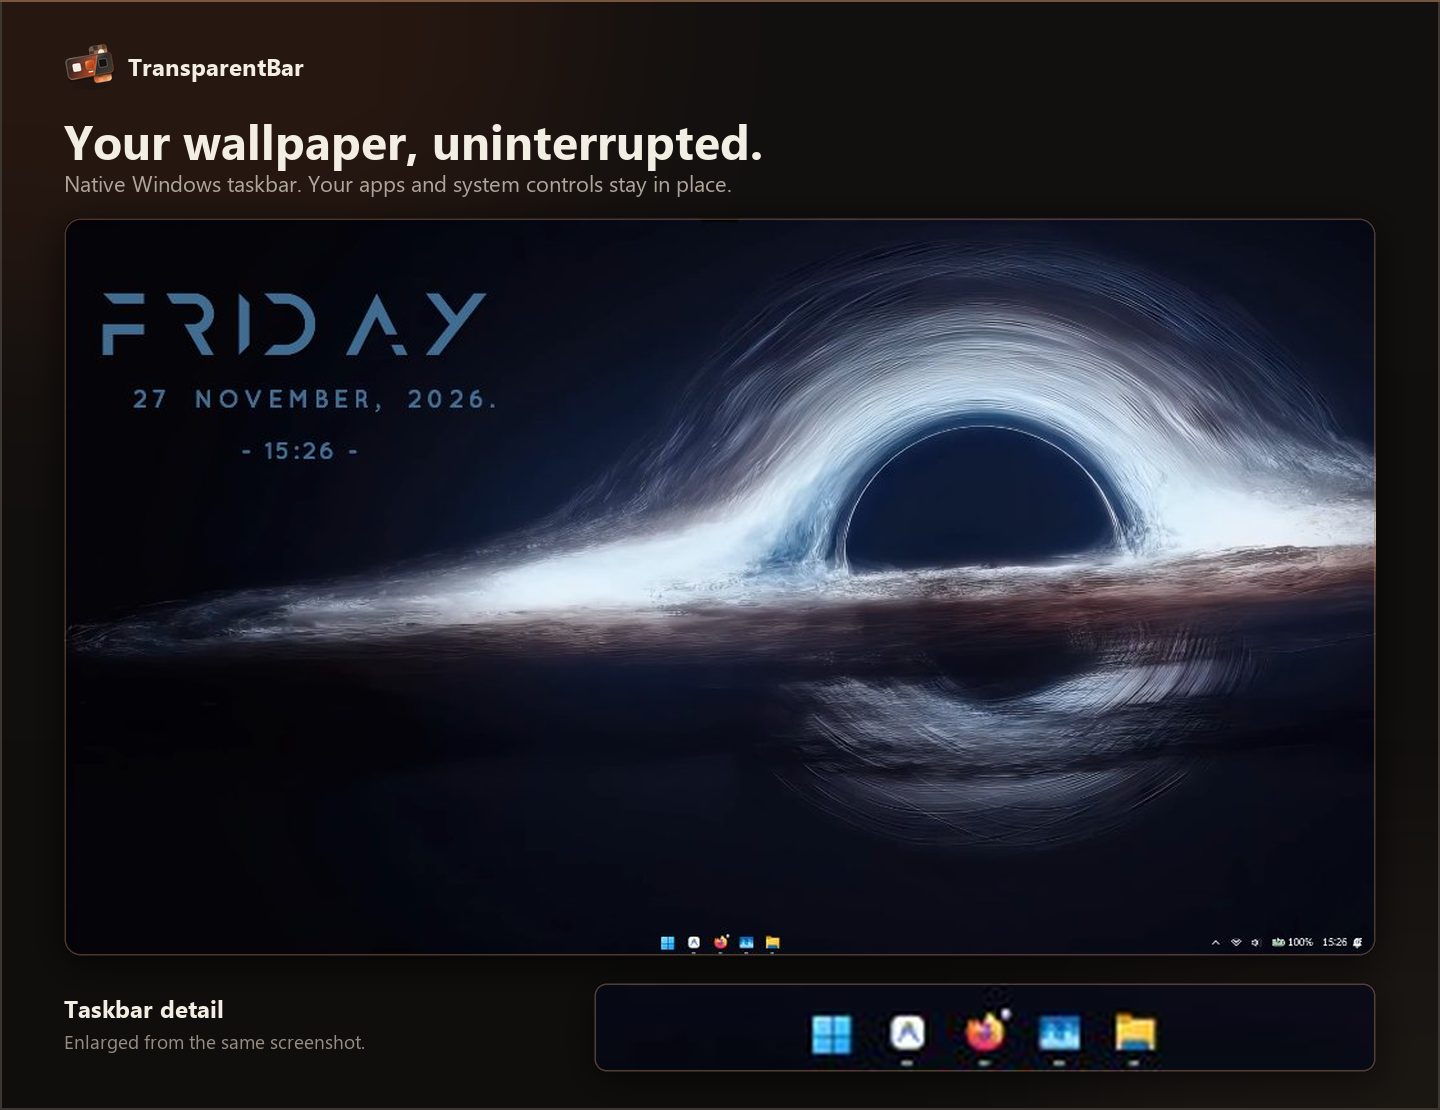 TransparentBar
Your wallpaper, uninterrupted.
Native Windows taskbar. Your apps and system controls stay in place.
FRIDAY
27 NOVEMBER, 2026.
- 15:26 -
100% 15:26
Taskbar detail
Enlarged from the same screenshot.